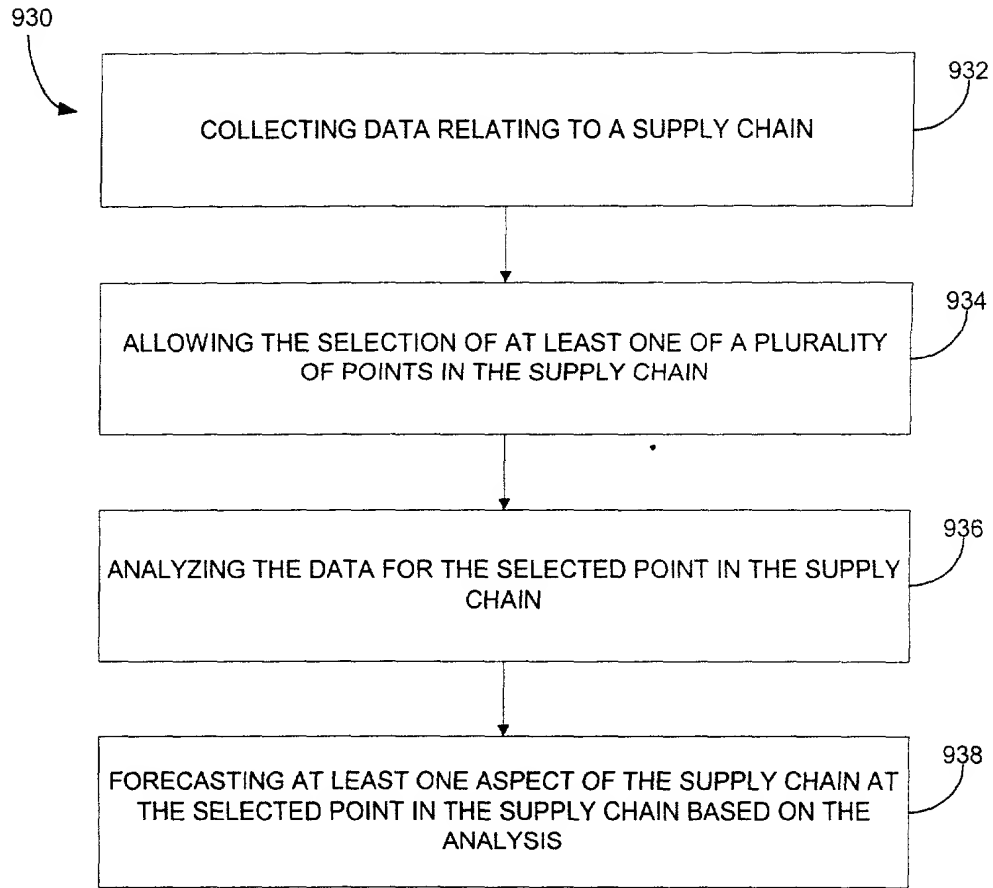 930
932
COLLECTING DATA RELATING TO A SUPPLY CHAIN
934
ALLOWING THE SELECTION OF AT LEAST ONE OF A PLURALITY
OF POINTS IN THE SUPPLY CHAIN
936
ANALYZING THE DATA FOR THE SELECTED POINT IN THE SUPPLY
CHAIN
938
FORECASTING AT LEAST ONE ASPECT OF THE SUPPLY CHAIN AT
THE SELECTED POINT IN THE SUPPLY CHAIN BASED ON THE
ANALYSIS